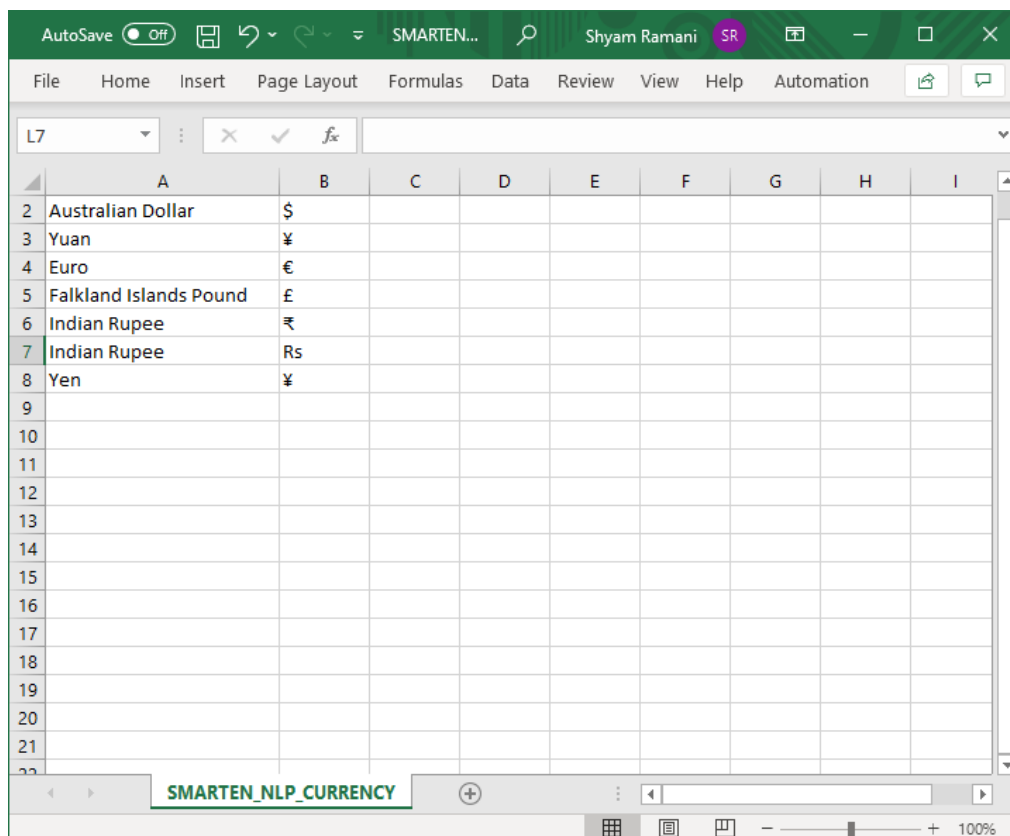 AutoSave Off SMARTEN... Shyam Ramani SR
File Home Insert Page Layout Formulas Data Review View Help Automation
L7 fx
A B C D E F G H I
2 Australian Dollar $
3 Yuan ¥
4 Euro €
5 Falkland Islands Pound £
6 Indian Rupee ₹
7 Indian Rupee Rs
8 Yen ¥
9
10
11
12
13
14
15
16
17
18
19
20
21
22
SMARTEN_NLP_CURRENCY
100%